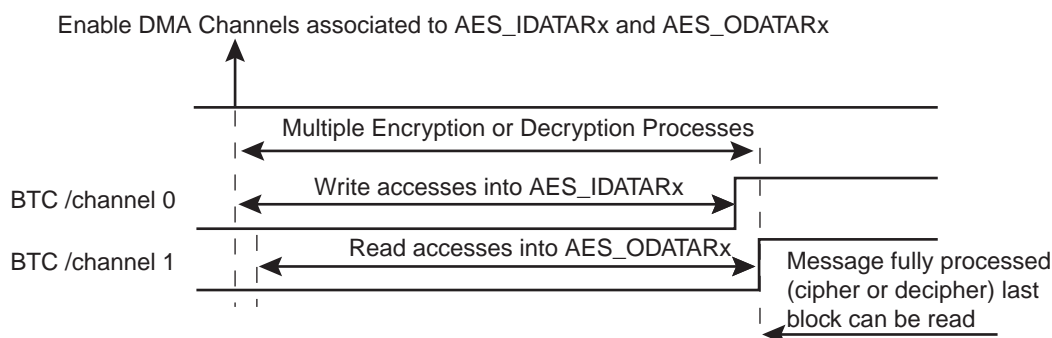 Enable DMA Channels associated to AES_IDATARx and AES_ODATARx
Multiple Encryption or Decryption Processes
BTC /channel 0
Write accesses into AES_IDATARx
BTC /channel 1
Read accesses into AES_ODATARx
Message fully processed
(cipher or decipher) last
block can be read